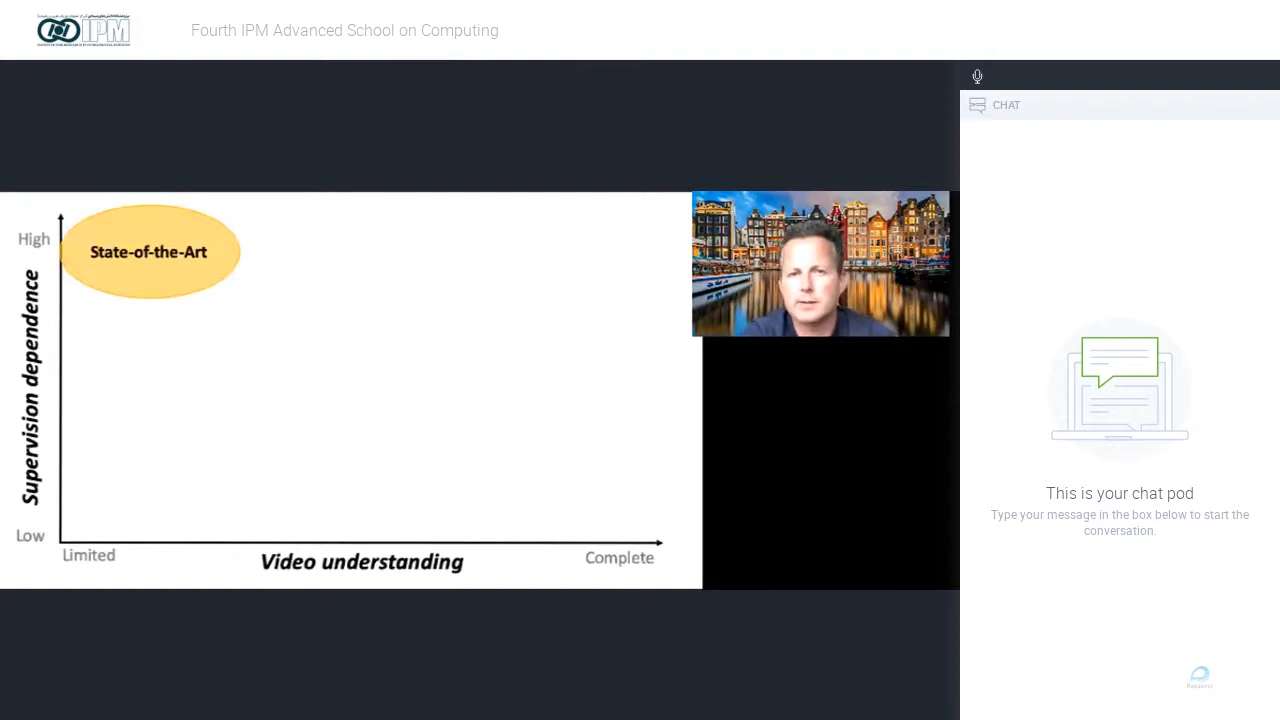 IPM
Fourth IPM Advanced School on Computing
CHAT
State-of-the-Art
High
Supervision dependence
Low
Limited
Video understanding
Complete
This is your chat pod
Type your message in the box below to start the
conversation.